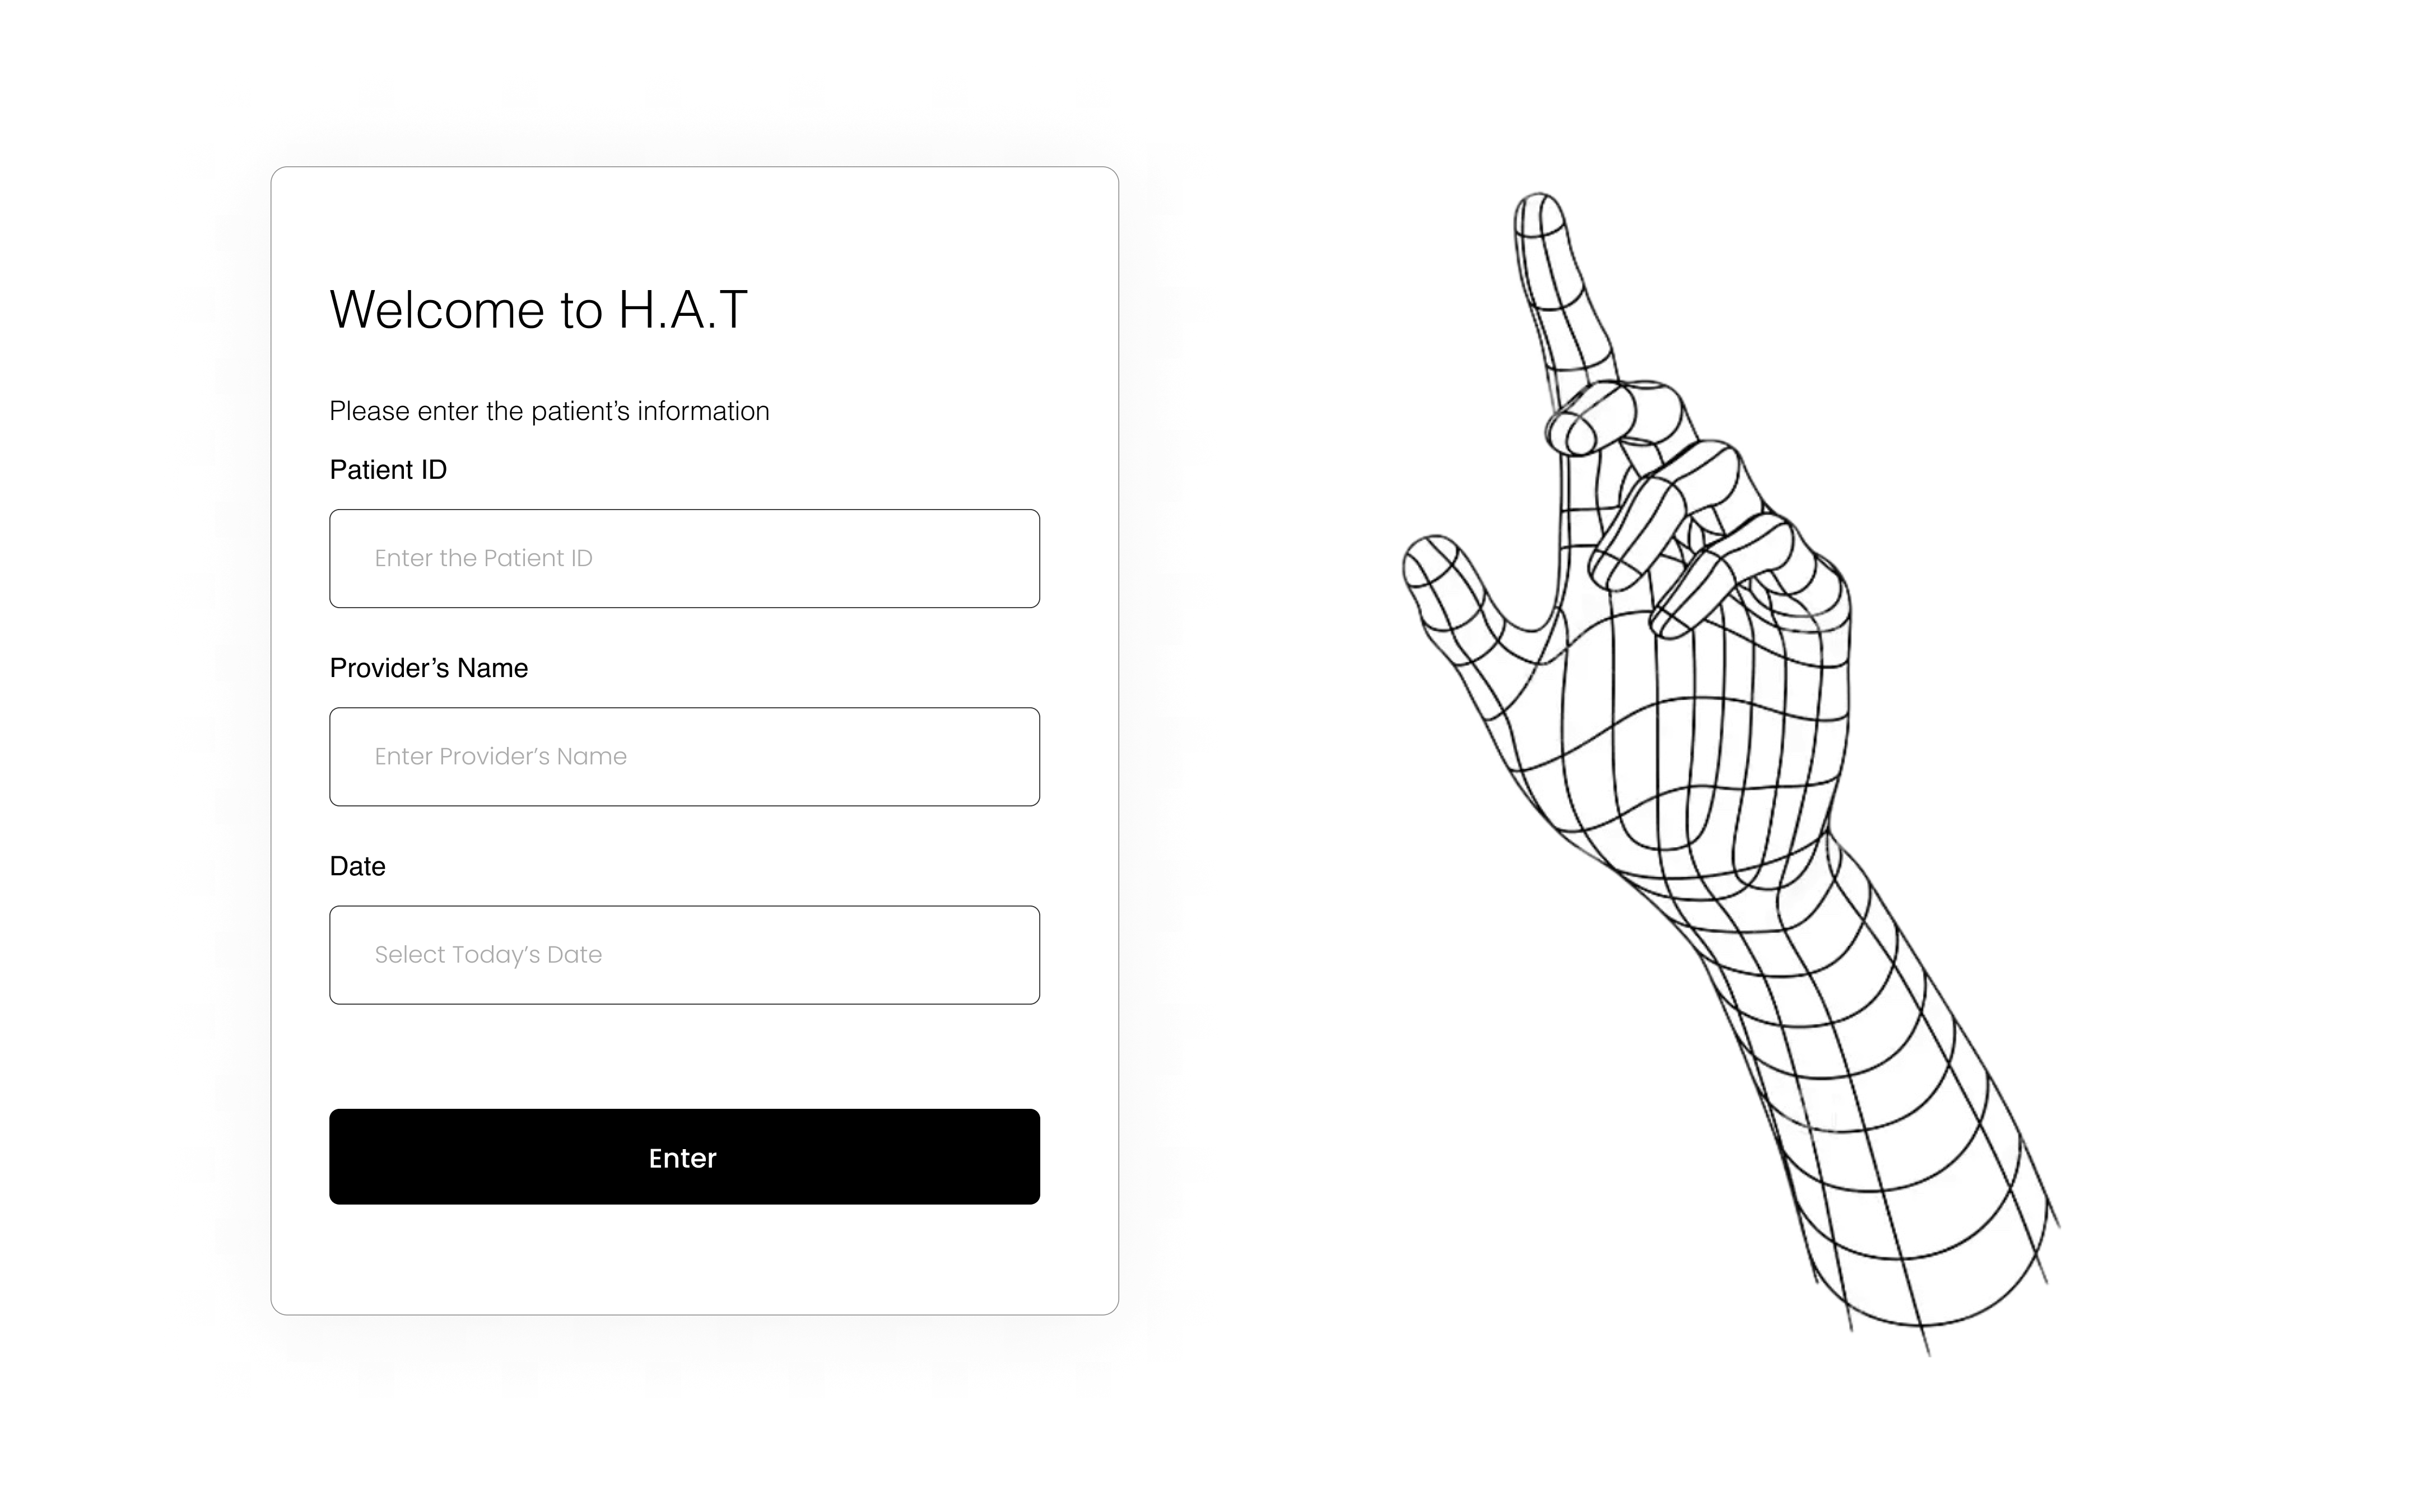 Welcome to H.A.T
Please enter the patient’s information
Patient ID
Enter the Patient ID
Provider’s Name
Enter Provider’s Name
Date
Select Today’s Date
Enter